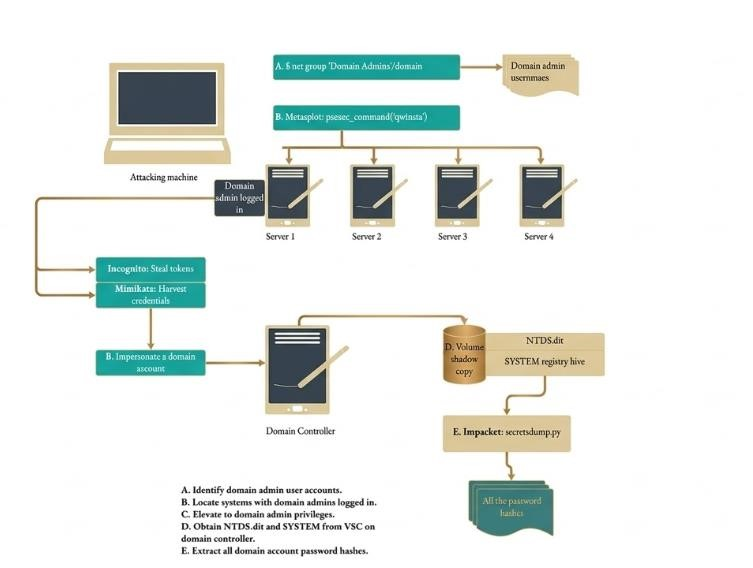 A. $ net group 'Domain Admins'/domain
Domain admin
usernmaes
B. Metasplot: psesec_command('qwinsta')
Attacking machine
Domain
admin logged
in
Server 1
Server 2
Server 3
Server 4
Incognito: Steal tokens
Mimikata: Harvest
credentials
B. Impersonate a domain
ascount
Domain Controller
D. Volume
shadow
copy
NTDS.dit
SYSTEM registry hive
E. Impacket: secretsdump.py
All the password
hashes
A. Identify domain admin user accounts.
B. Locate systems with domain admins logged in.
C. Elevate to domain admin privileges.
D. Obtain NTDS.dit and SYSTEM from VSC on
domain controller.
E. Extract all domain account password hashes.